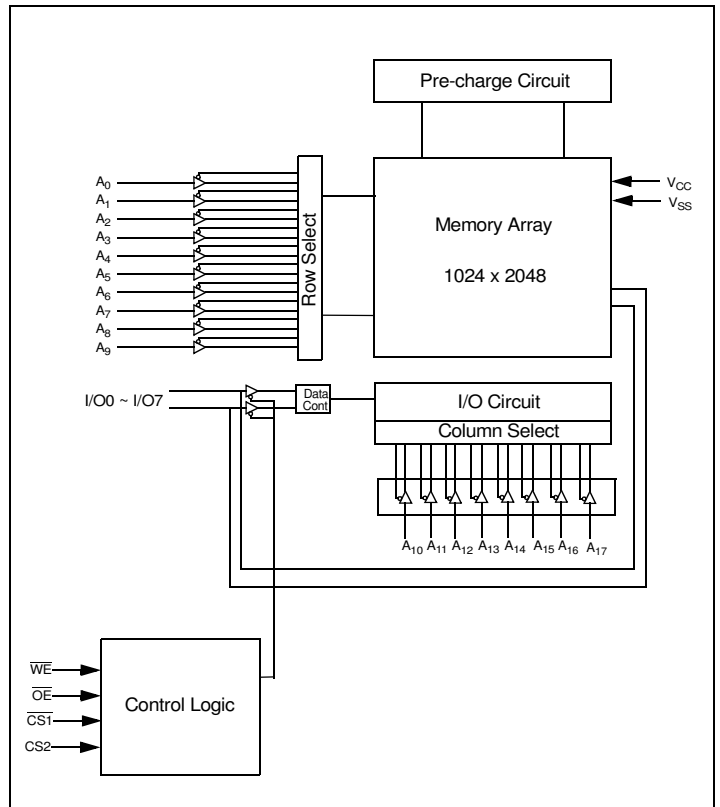 Pre-charge Circuit
A0
A1
A2
A3
A4
A5
A6
A7
A8
A9
Row Select
Memory Array
1024 x 2048
VCC
VSS
I/O0 ~ I/O7
Data
Cont
I/O Circuit
Column Select
A10 A11 A12 A13 A14 A15 A16 A17
WE
OE
CS1
CS2
Control Logic